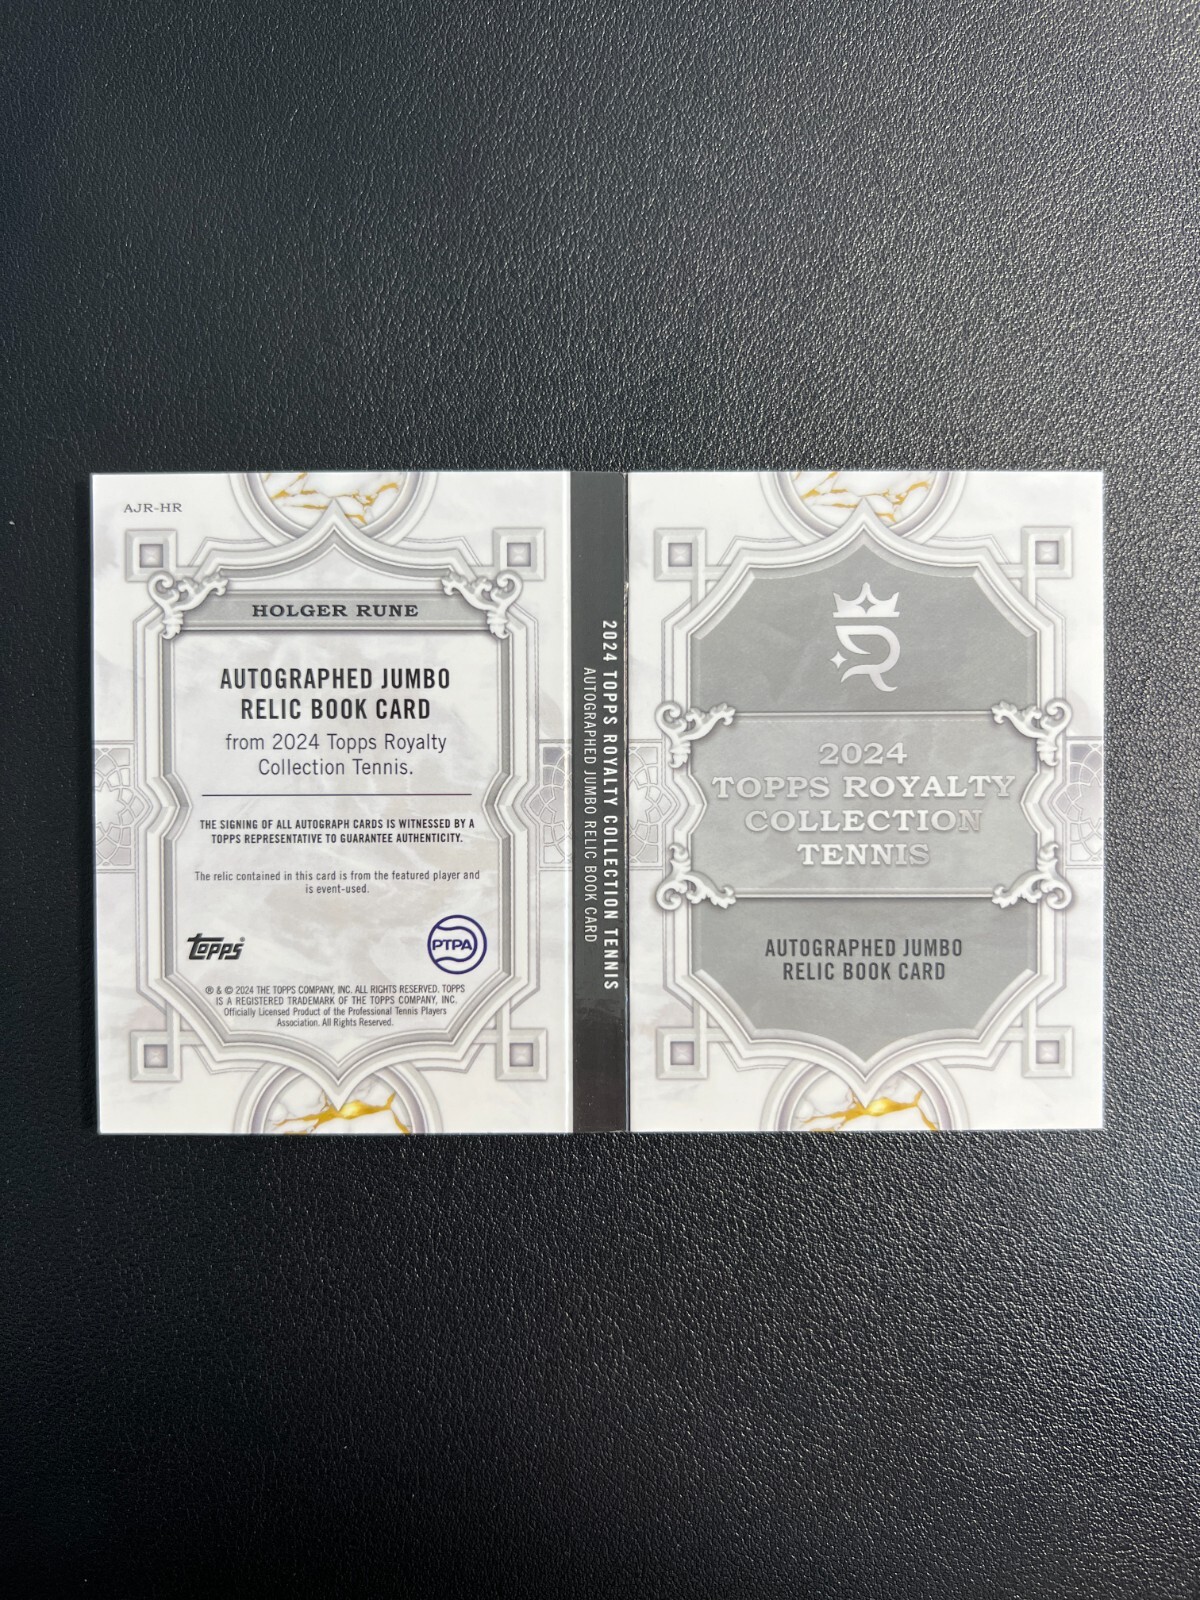 AJR-HR
HOLGER RUNE
AUTOGRAPHED JUMBO
RELIC BOOK CARD
from 2024 Topps Royalty
Collection Tennis.
THE SIGNING OF ALL AUTOGRAPH CARDS IS WITNESSED BY A
TOPPS REPRESENTATIVE TO GUARANTEE AUTHENTICITY.
The relic contained in this card is from the featured player and
is event-used.
topps®
PTPA
® & © 2024 THE TOPPS COMPANY, INC. ALL RIGHTS RESERVED. TOPPS
IS A REGISTERED TRADEMARK OF THE TOPPS COMPANY, INC.
Officially Licensed Product of the Professional Tennis Players
Association. All Rights Reserved.
2024 TOPPS ROYALTY COLLECTION TENNIS
AUTOGRAPHED JUMBO RELIC BOOK CARD
2024
TOPPS ROYALTY
COLLECTION
TENNIS
AUTOGRAPHED JUMBO
RELIC BOOK CARD